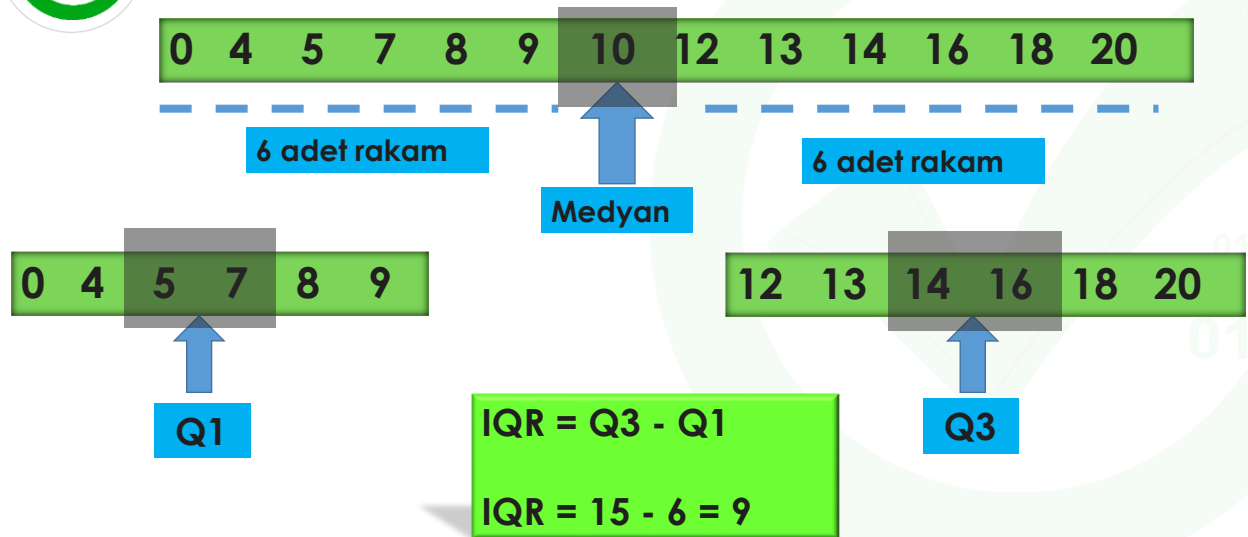 0 4 5 7 8 9 10 12 13 14 16 18 20
6 adet rakam
6 adet rakam
Medyan
0 4 5 7 8 9
12 13 14 16 18 20
Q1
Q3
IQR = Q3 - Q1
IQR = 15 - 6 = 9
01
01